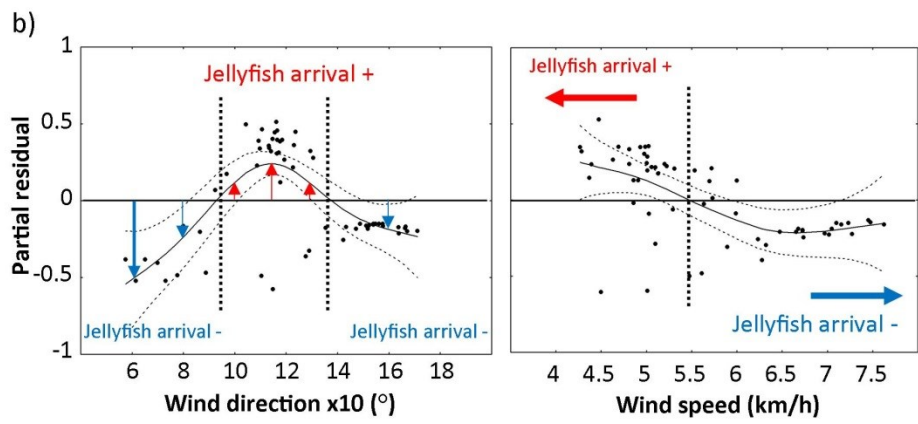 b)
Partial residual
1
0.5
0
-0.5
-1
Jellyfish arrival +
Jellyfish arrival -
Jellyfish arrival -
6 8 10 12 14 16 18
Wind direction x10 (°)
Jellyfish arrival +
Jellyfish arrival -
4 4.5 5 5.5 6 6.5 7 7.5
Wind speed (km/h)